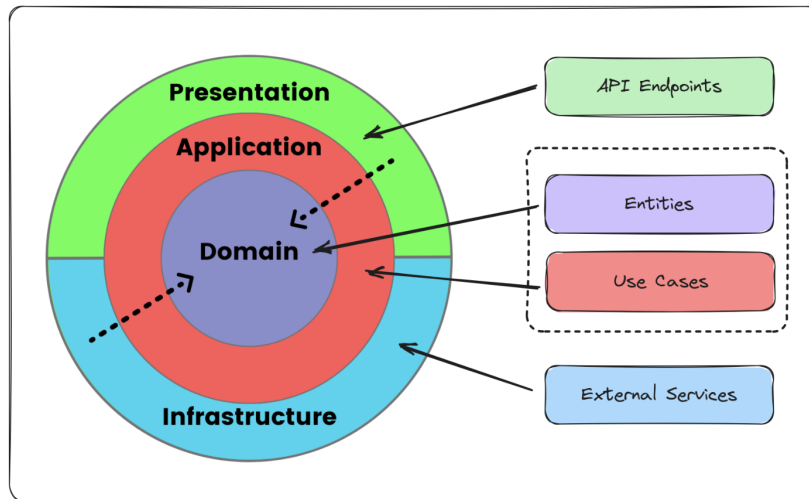 Presentation
Application
Domain
Infrastructure
API Endpoints
Entities
Use Cases
External Services